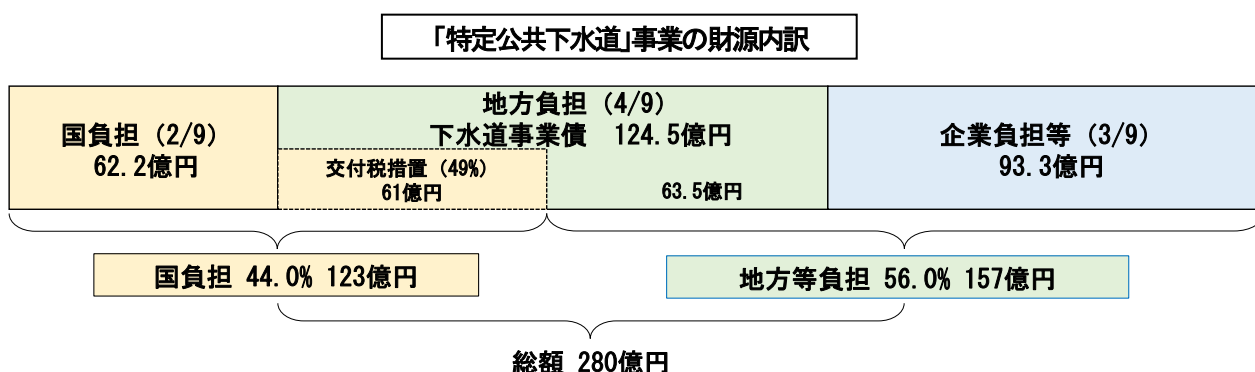 「特定公共下水道」事業の財源内訳
国負担（2/9）
62.2億円
地方負担（4/9）
下水道事業債　124.5億円
交付税措置（49%）
61億円
63.5億円
企業負担等（3/9）
93.3億円
国負担 44.0% 123億円
地方等負担 56.0% 157億円
総額 280億円